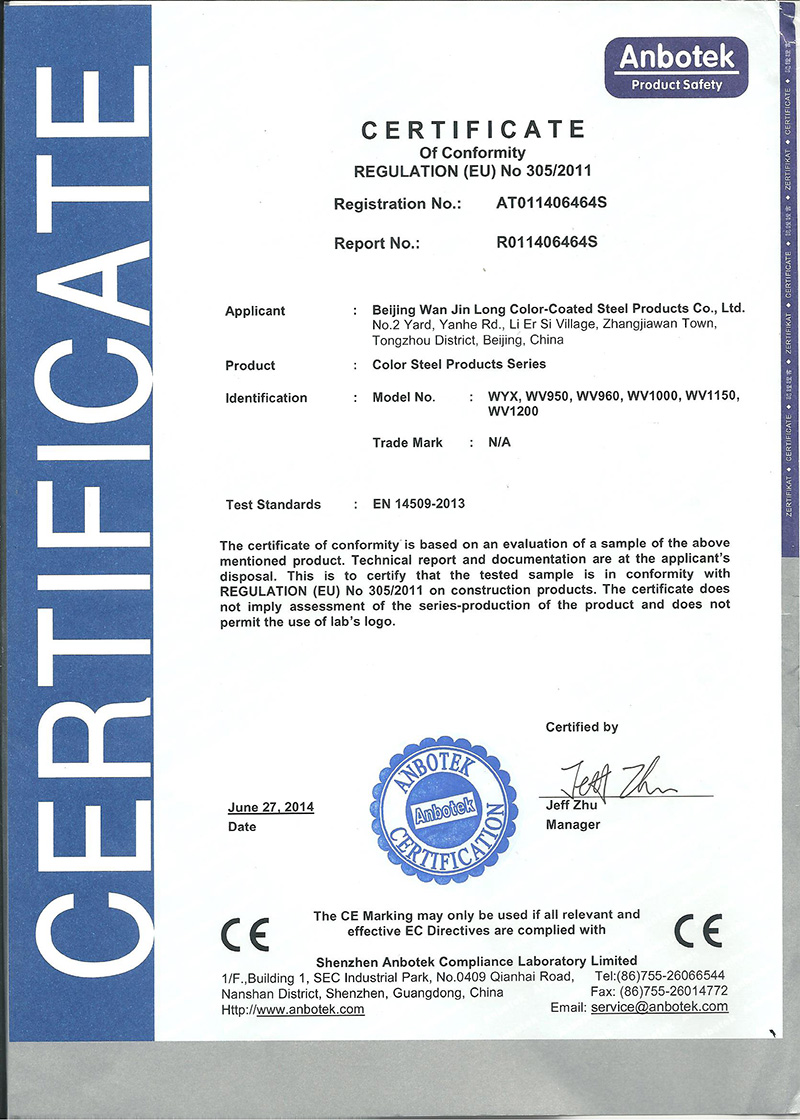 CERTIFICATE
Anbotek
Product Safety
CERTIFICATE
Of Conformity
REGULATION (EU) No 305/2011
Registration No.: AT011406464S
Report No.: R011406464S
Applicant : Beijing Wan Jin Long Color-Coated Steel Products Co., Ltd.
No.2 Yard, Yanhe Rd., Li Er Si Village, Zhangjiawan Town,
Tongzhou District, Beijing, China
Product : Color Steel Products Series
Identification : Model No. : WYX, WV950, WV960, WV1000, WV1150,
WV1200
Trade Mark : N/A
Test Standards : EN 14509-2013
The certificate of conformity is based on an evaluation of a sample of the above
mentioned product. Technical report and documentation are at the applicant's
disposal. This is to certify that the tested sample is in conformity with
REGULATION (EU) No 305/2011 on construction products. The certificate does
not imply assessment of the series-production of the product and does not
permit the use of lab's logo.
Certified by
Jeff Zhu
Jeff Zhu
Manager
June 27, 2014
Date
ANBOTEK
Anbotek
CERTIFICATION
CE
The CE Marking may only be used if all relevant and
effective EC Directives are complied with
CE
Shenzhen Anbotek Compliance Laboratory Limited
1/F.,Building 1, SEC Industrial Park, No.0409 Qianhai Road, Tel:(86)755-26066544
Nanshan District, Shenzhen, Guangdong, China Fax: (86)755-26014772
Http://www.anbotek.com Email: service@anbotek.com
ZERTIFIKAT ◆ CERTIFICATE ◆ ZERTIFIKAT ◆ CERTIFICATE ◆ ZERTIFIKAT ◆ CERTIFICATE